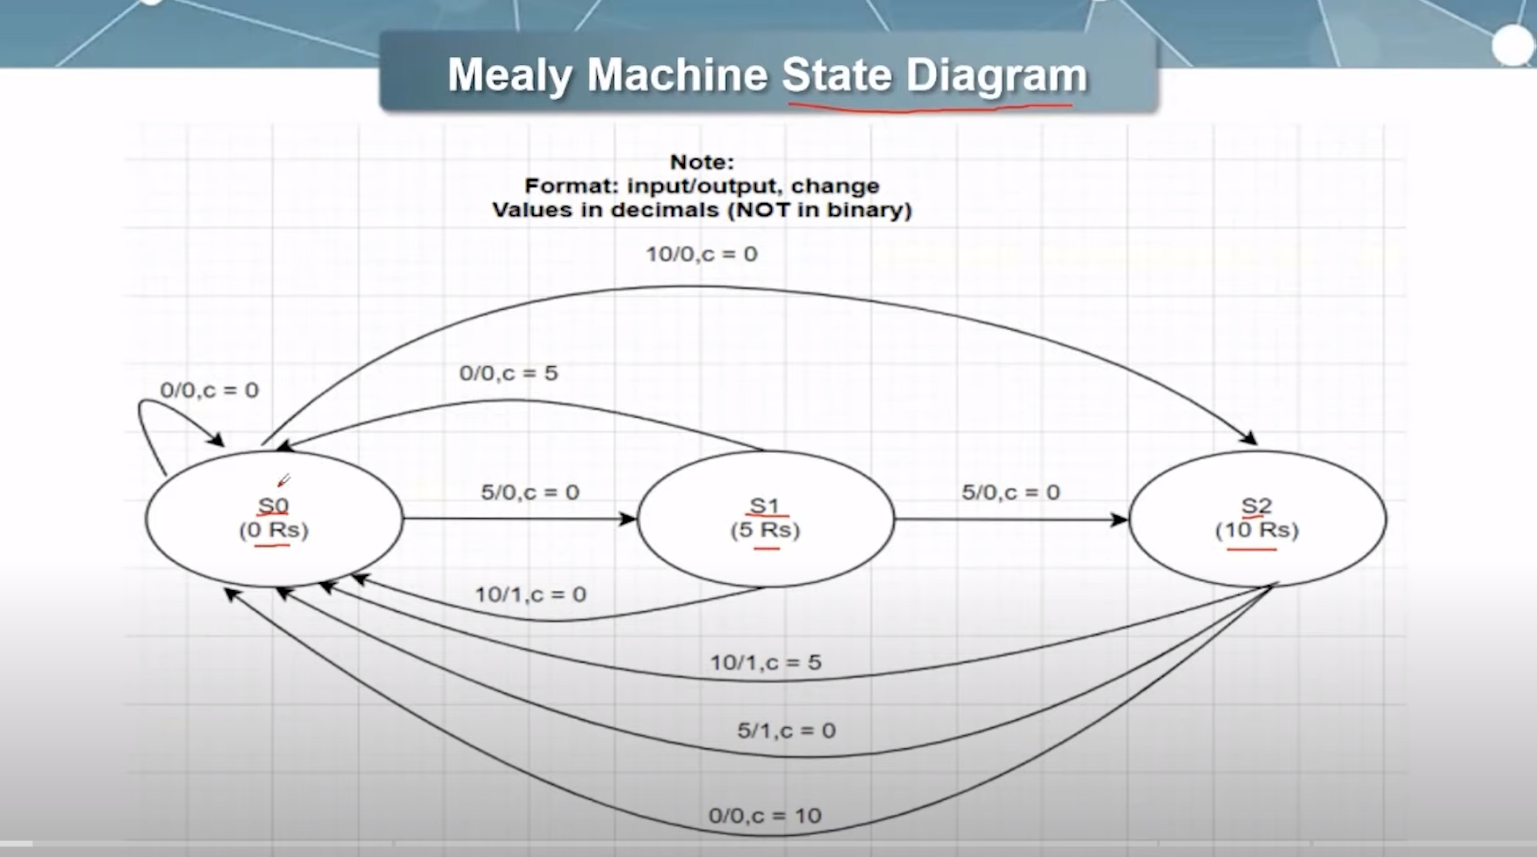 Mealy Machine State Diagram
Note:
Format: input/output, change
Values in decimals (NOT in binary)
10/0,c = 0
0/0,c = 5
0/0,c = 0
5/0,c = 0
5/0,c = 0
S0
(0 Rs)
S1
(5 Rs)
S2
(10 Rs)
10/1,c = 0
10/1,c = 5
5/1,c = 0
0/0,c = 10